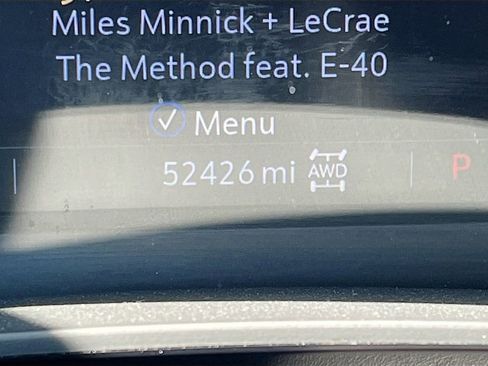 Miles Minnick + LeCrae
The Method feat. E-40
Menu
52426 mi AWD P